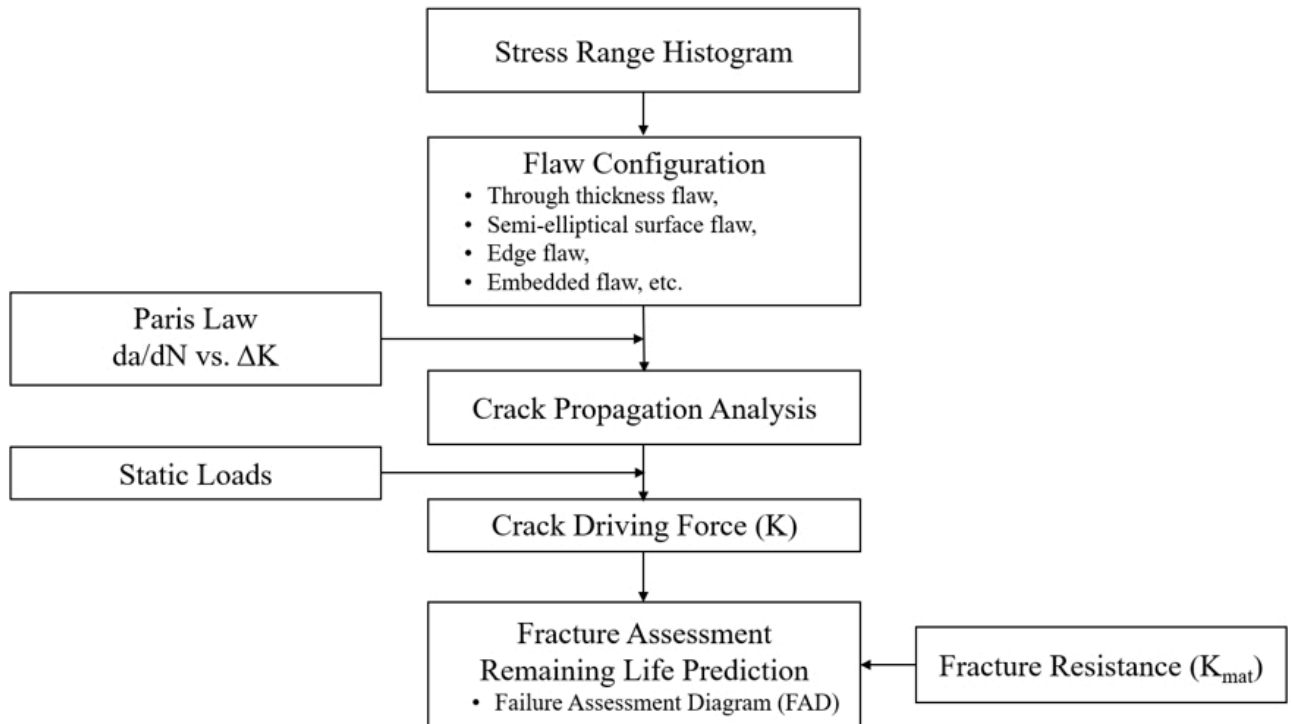 Stress Range Histogram
Flaw Configuration
• Through thickness flaw,
• Semi-elliptical surface flaw,
• Edge flaw,
• Embedded flaw, etc.
Paris Law
da/dN vs. ΔK
Crack Propagation Analysis
Static Loads
Crack Driving Force (K)
Fracture Assessment
Remaining Life Prediction
• Failure Assessment Diagram (FAD)
Fracture Resistance (Kmat)